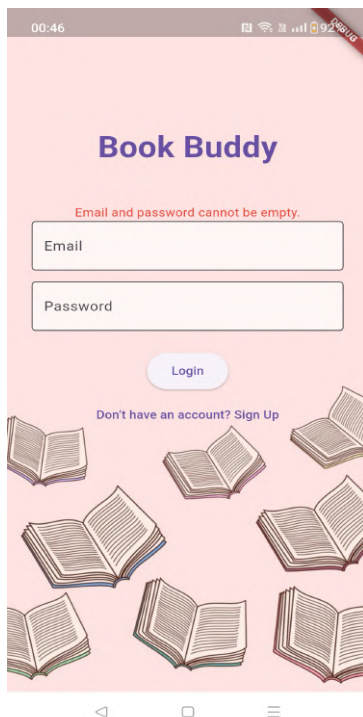 00:46
DEBUG
Book Buddy
Email and password cannot be empty.
Email
Password
Login
Don't have an account? Sign Up